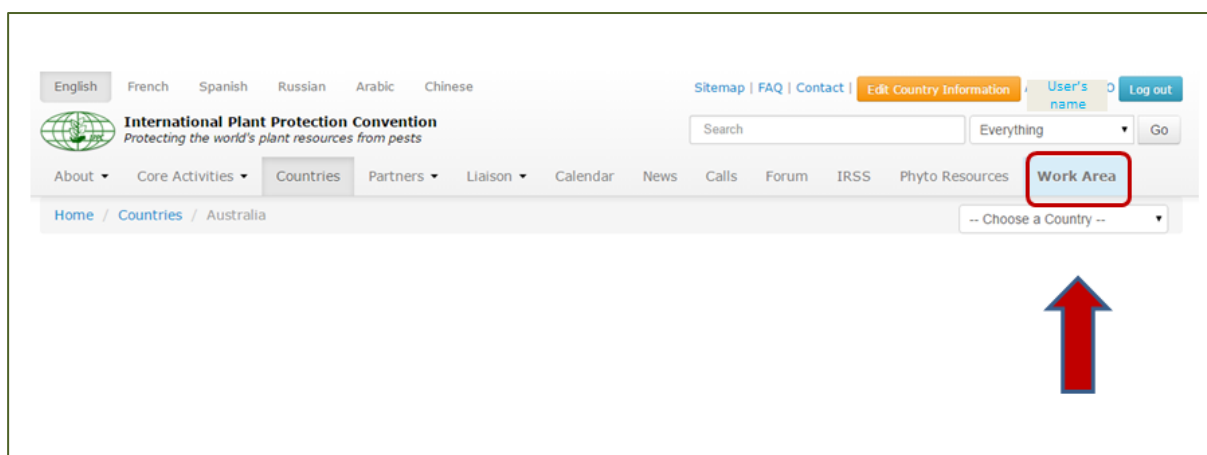 English French Spanish Russian Arabic Chinese Sitemap | FAQ | Contact | Edit Country Information User's name Log out
International Plant Protection Convention
Protecting the world's plant resources from pests
Search Everything Go
About Core Activities Countries Partners Liaison Calendar News Calls Forum IRSS Phyto Resources Work Area
Home / Countries / Australia -- Choose a Country --